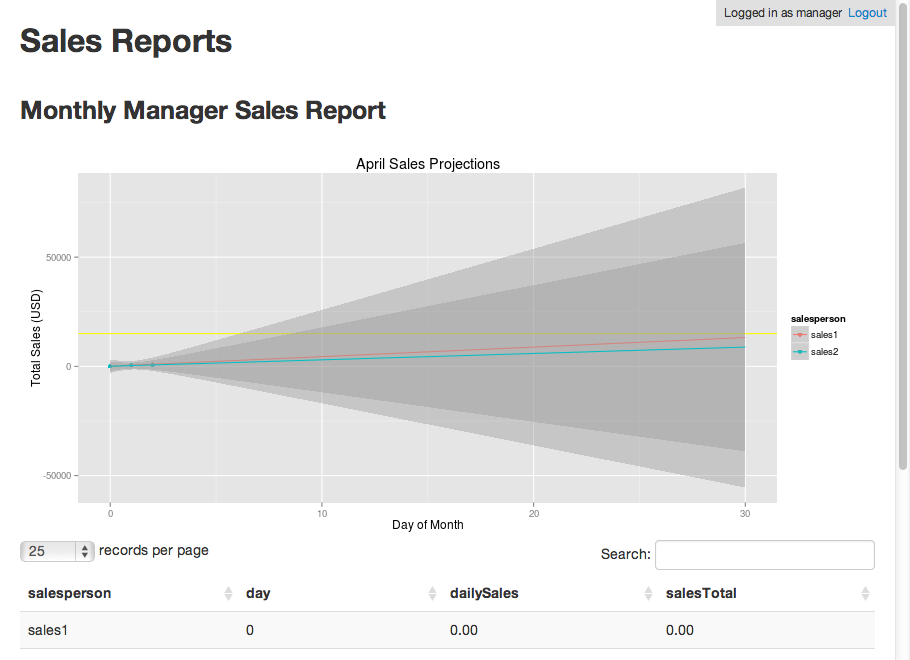 Logged in as manager Logout
Sales Reports
Monthly Manager Sales Report
April Sales Projections
Total Sales (USD)
50000
0
-50000
0 10 20 30
Day of Month
salesperson
sales1
sales2
25 records per page
Search:
salesperson day dailySales salesTotal
sales1 0 0.00 0.00